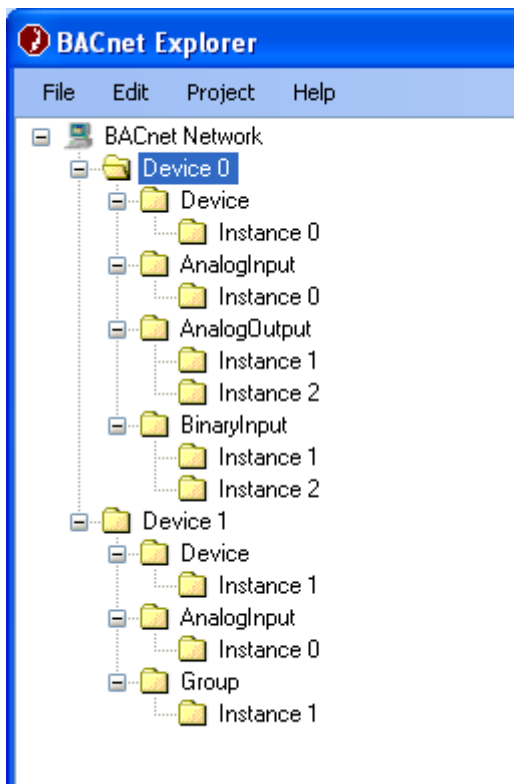 BACnet Explorer
File Edit Project Help
BACnet Network
Device 0
Device
Instance 0
AnalogInput
Instance 0
AnalogOutput
Instance 1
Instance 2
BinaryInput
Instance 1
Instance 2
Device 1
Device
Instance 1
AnalogInput
Instance 0
Group
Instance 1